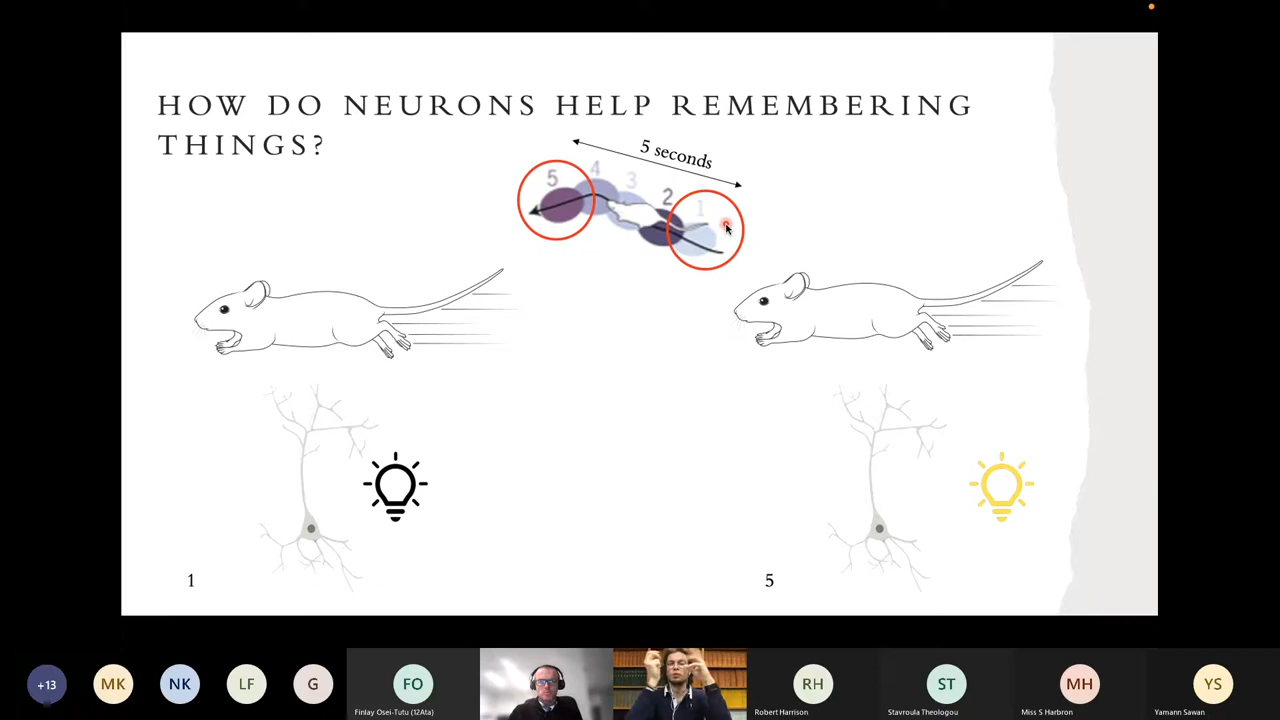 HOW DO NEURONS HELP REMEMBERING
THINGS?
5 seconds
5
4
3
2
1
1
5
+13
MK
NK
LF
G
FO
RH
ST
MH
YS
Finlay Osei-Tutu (12Ata)
Robert Harrison
Stavroula Theologou
Miss S Harbron
Yamann Sawan